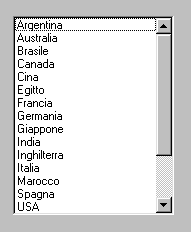 Argentina
Australia
Brasile
Canada
Cina
Egitto
Francia
Germania
Giappone
India
Inghilterra
Italia
Marocco
Spagna
USA